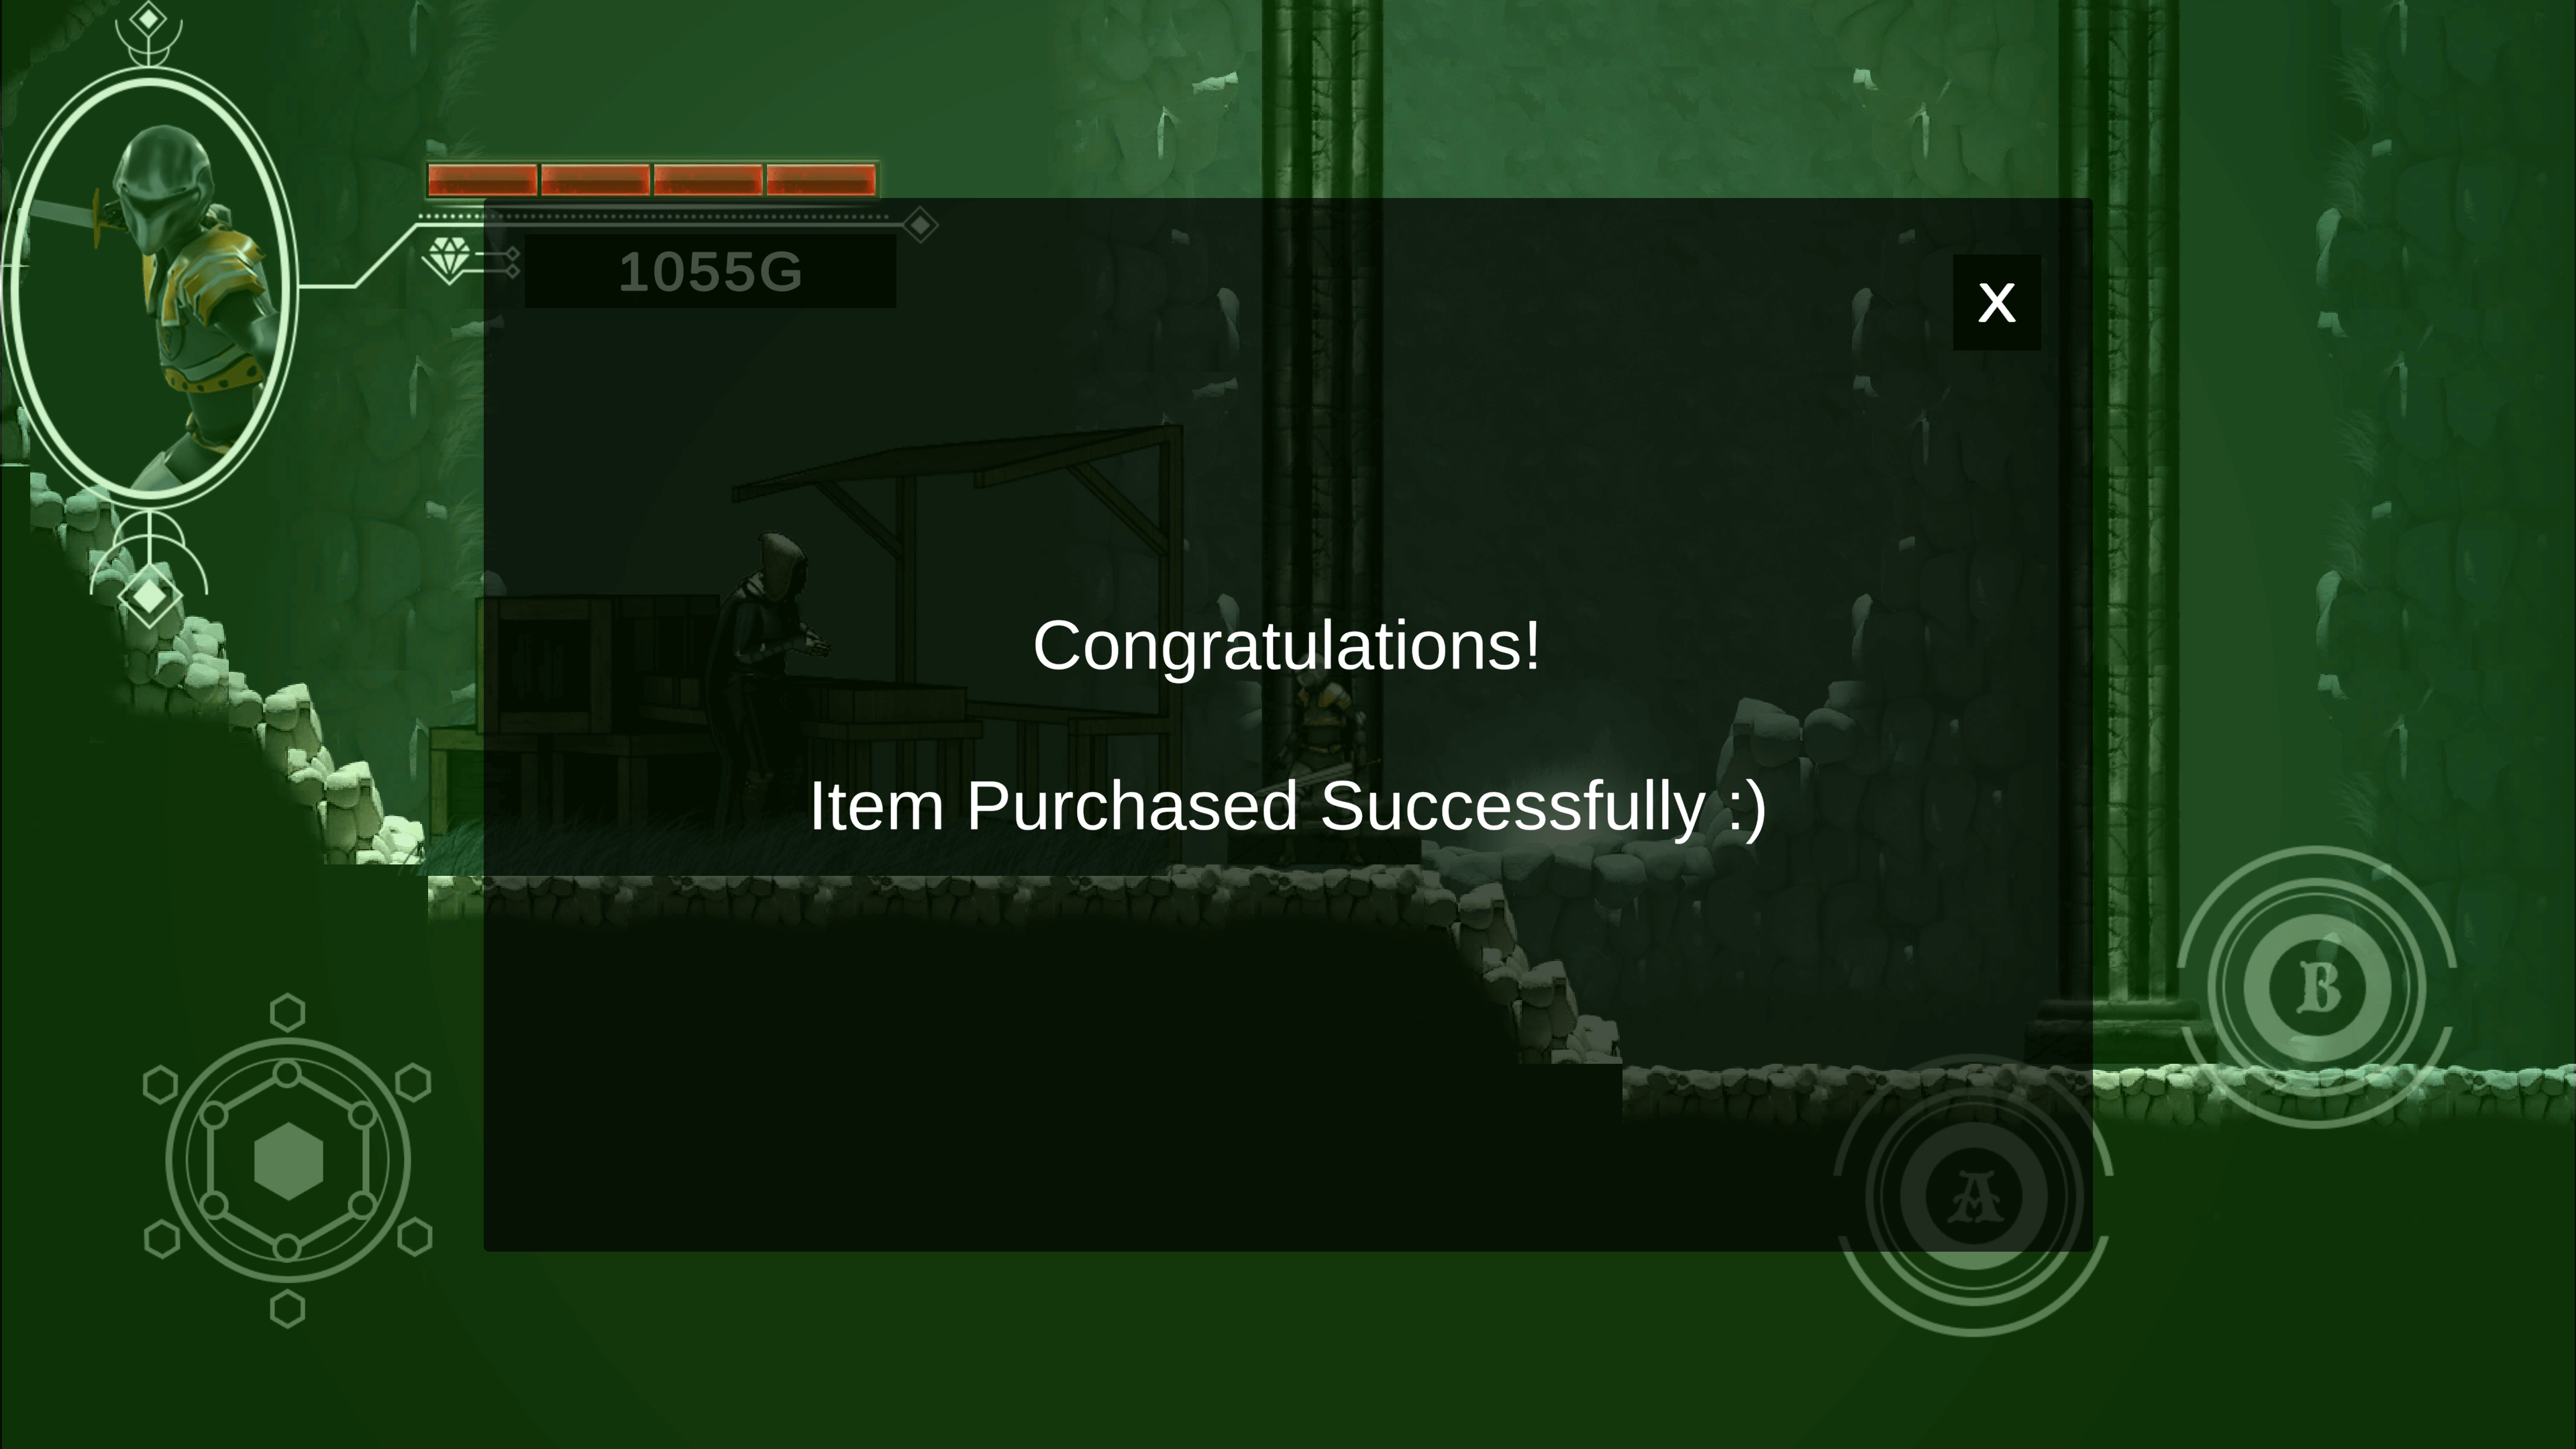 1055G
X
Congratulations!
Item Purchased Successfully :)
B
A